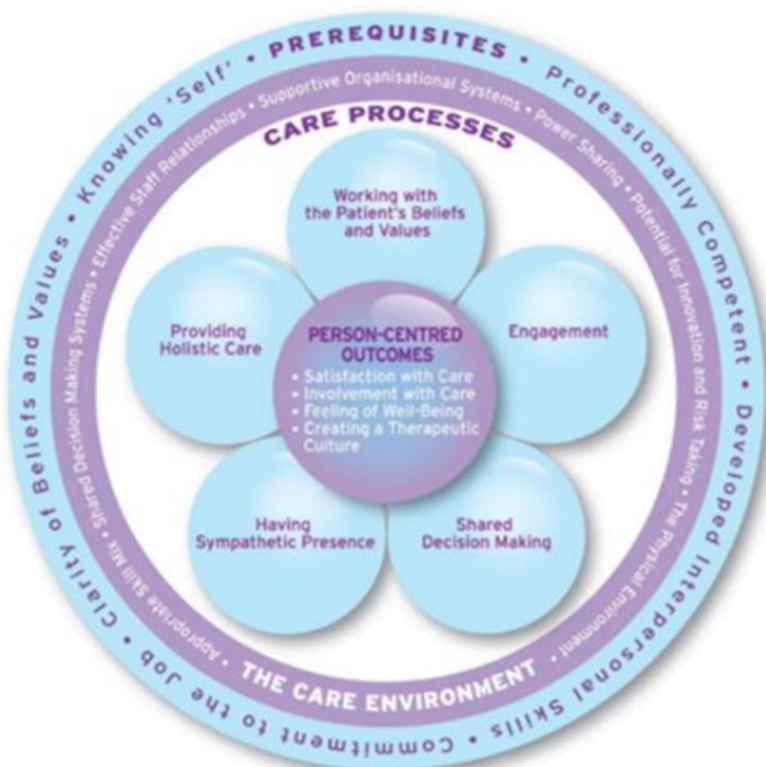 • PREREQUISITES • Professionally Competent • Developed Interpersonal Skills • Commitment to the Job • Clarity of Beliefs and Values • Knowing 'Self'
THE CARE ENVIRONMENT • Appropriate Skill Mix • Shared Decision Making Systems • Effective Staff Relationships • Supportive Organisational Systems • Power Sharing • Potential for Innovation and Risk Taking • The Physical Environment •
CARE PROCESSES
Working with
the Patient's Beliefs
and Values
Providing
Holistic Care
Engagement
PERSON-CENTRED
OUTCOMES
• Satisfaction with Care
• Involvement with Care
• Feeling of Well-Being
• Creating a Therapeutic
Culture
Having
Sympathetic Presence
Shared
Decision Making